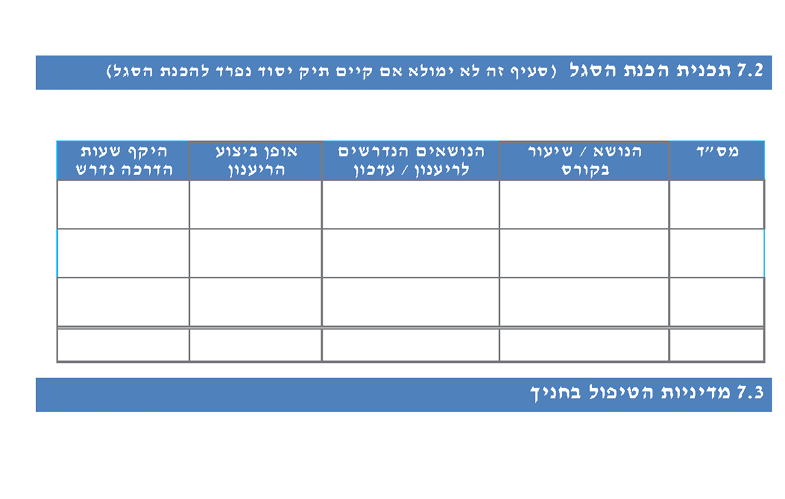 7.2 תכנית הכנת הסגל (סעיף זה לא ימולא אם קיים תיק יסוד נפרד להכנת הסגל)
מס״ד
הנושא / שיעור
בקורס
הנושאים הנדרשים
לריענון / עדכון
אופן ביצוע
הריענון
היקף שעות
הדרכה נדרש
7.3 מדיניות הטיפול בחניך